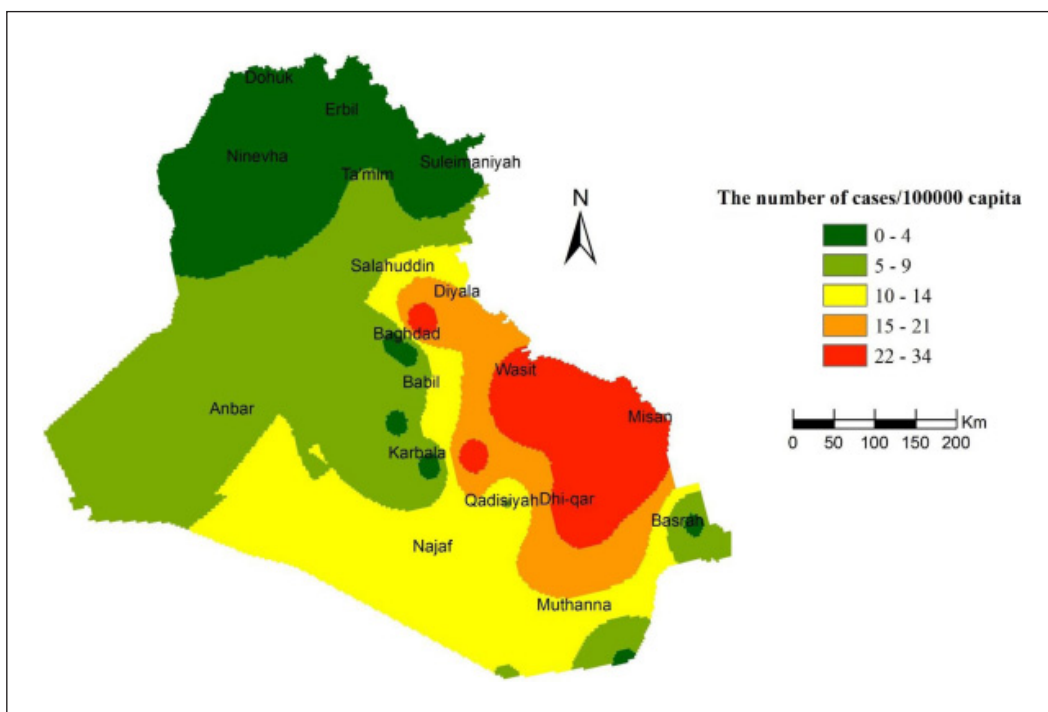 Dohuk
Erbil
Ninevha
Ta'mim
Suleimaniyah
Salahuddin
Diyala
Baghdad
Babil
Wasit
Anbar
Misan
Karbala
Qadisiyah
Dhi-qar
Basrah
Najaf
Muthanna
N
The number of cases/100000 capita
0 - 4
5 - 9
10 - 14
15 - 21
22 - 34
Km
0 50 100 150 200